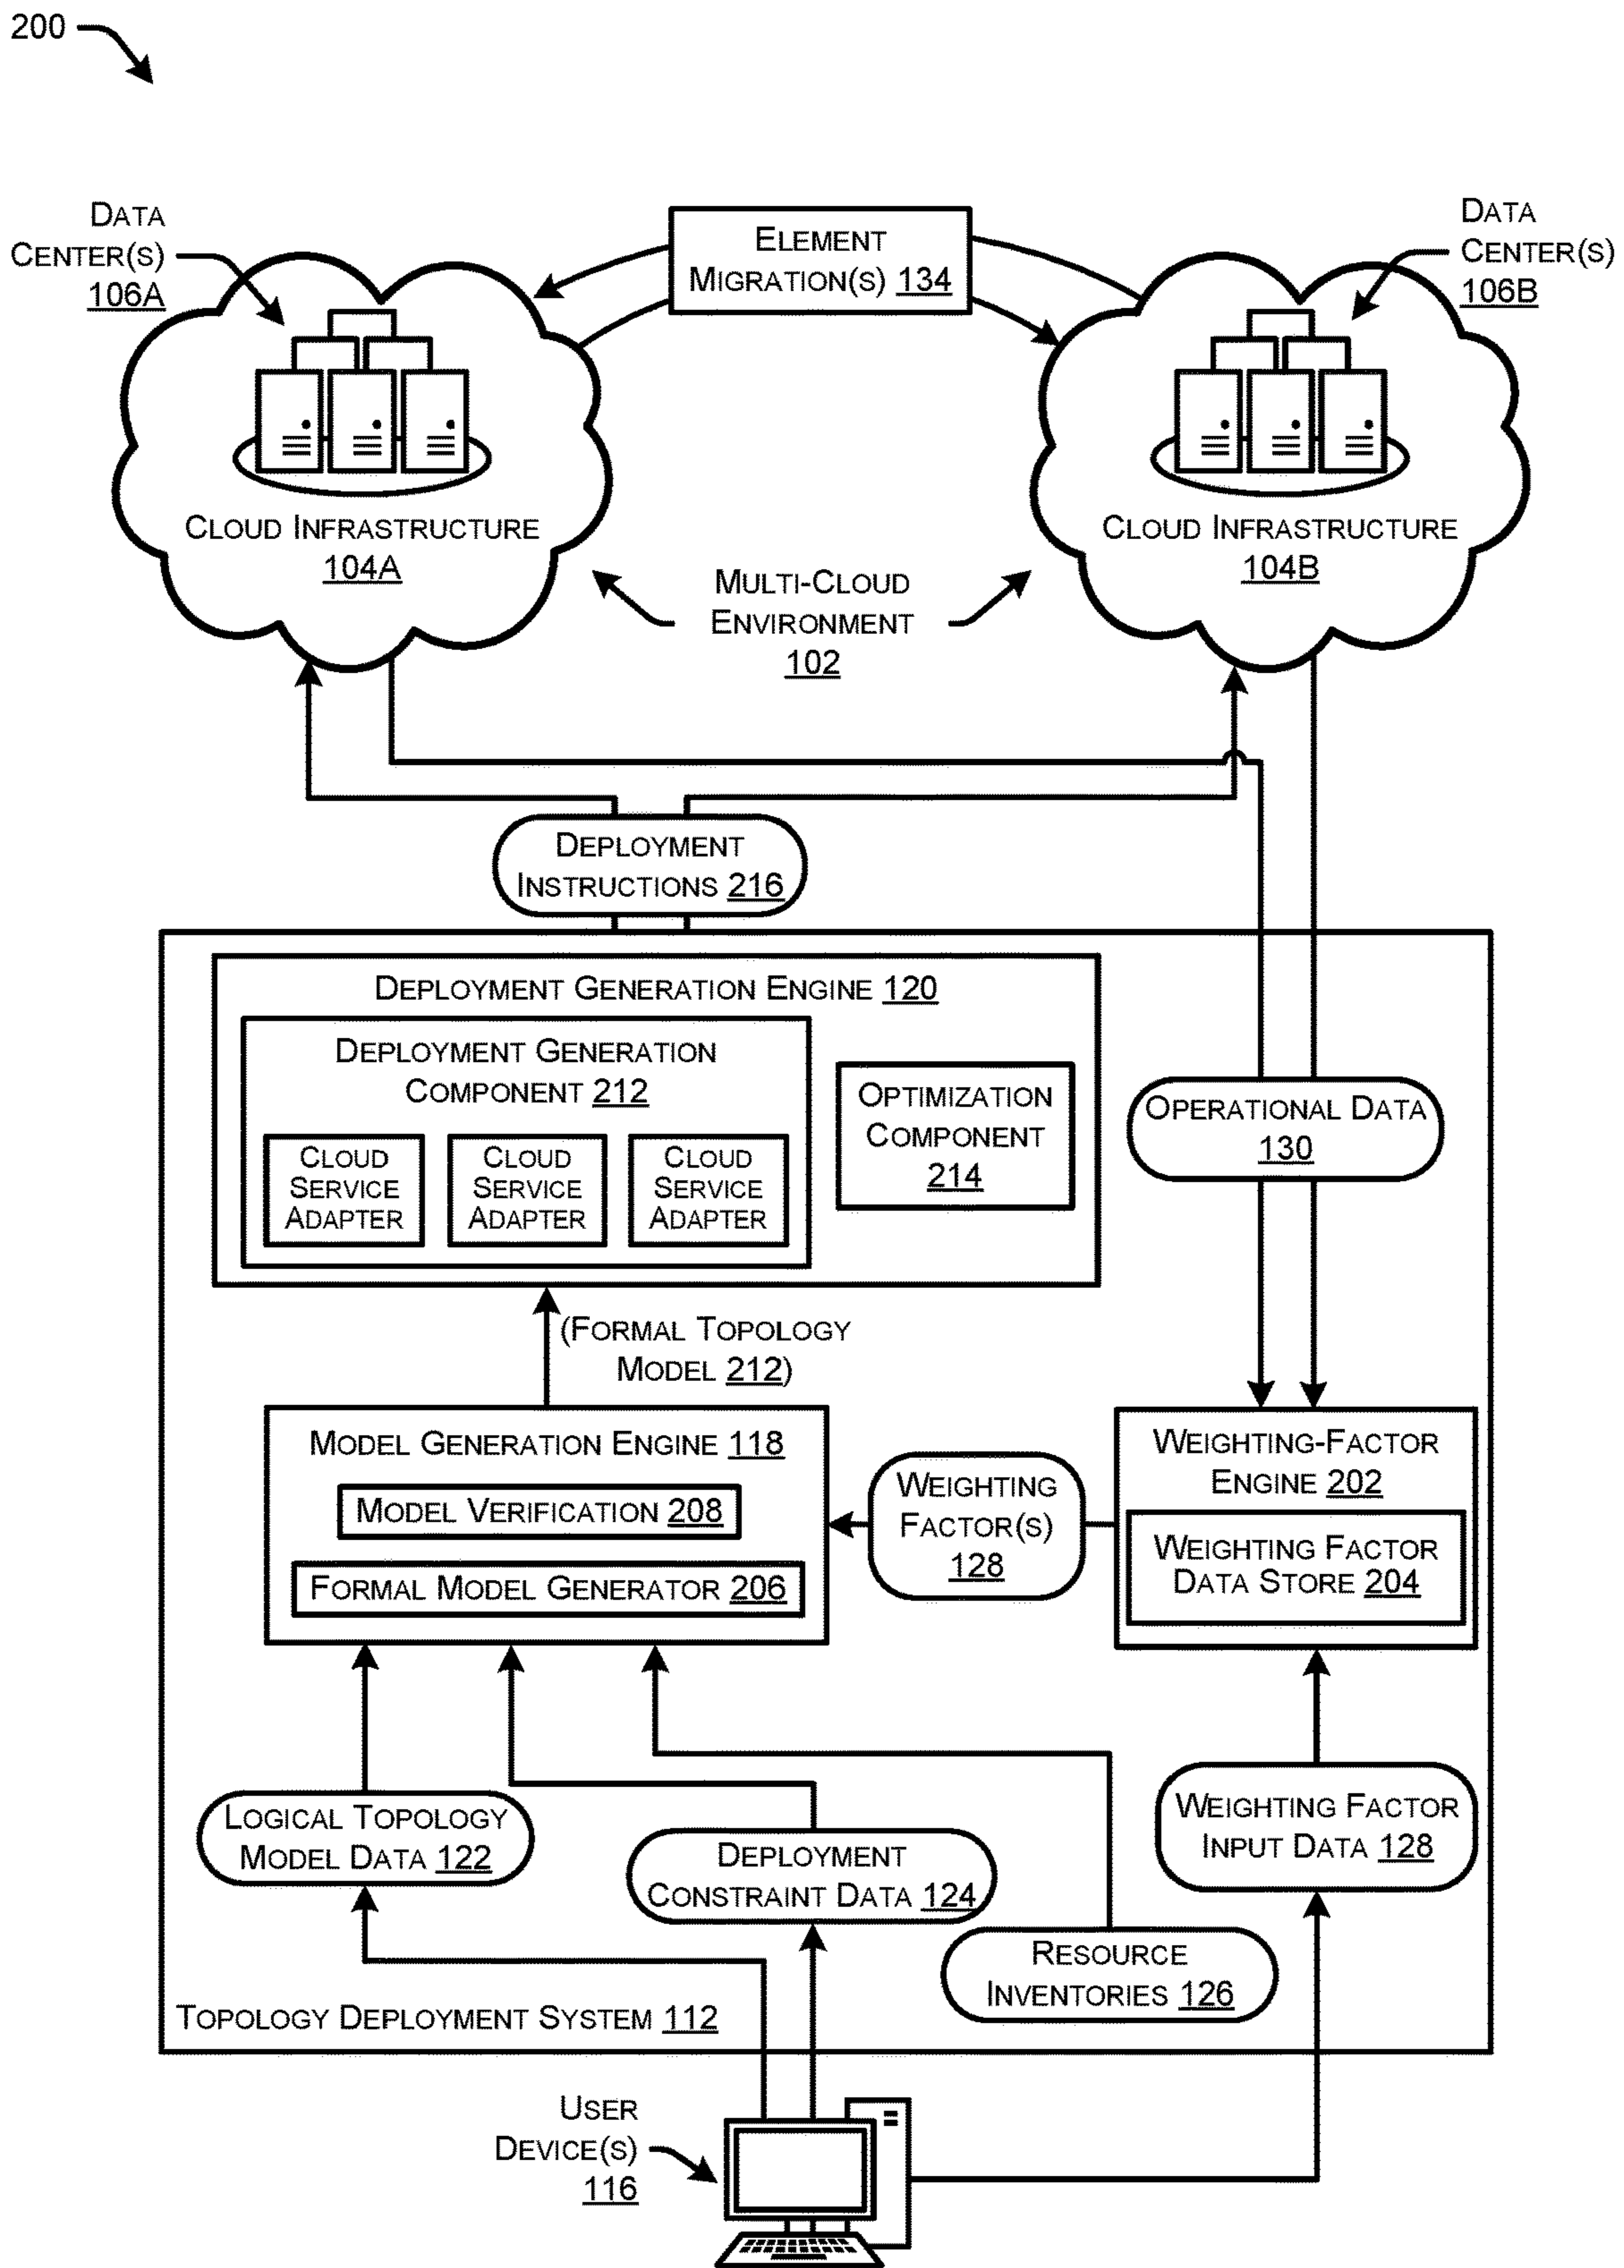 200
DATA
CENTER(S)
106A
ELEMENT
MIGRATION(S) 134
DATA
CENTER(S)
106B
CLOUD INFRASTRUCTURE
104A
CLOUD INFRASTRUCTURE
104B
MULTI-CLOUD
ENVIRONMENT
102
DEPLOYMENT
INSTRUCTIONS 216
DEPLOYMENT GENERATION ENGINE 120
DEPLOYMENT GENERATION
COMPONENT 212
CLOUD
SERVICE
ADAPTER
CLOUD
SERVICE
ADAPTER
CLOUD
SERVICE
ADAPTER
OPTIMIZATION
COMPONENT
214
OPERATIONAL DATA
130
(FORMAL TOPOLOGY
MODEL 212)
MODEL GENERATION ENGINE 118
MODEL VERIFICATION 208
FORMAL MODEL GENERATOR 206
WEIGHTING
FACTOR(S)
128
WEIGHTING-FACTOR
ENGINE 202
WEIGHTING FACTOR
DATA STORE 204
LOGICAL TOPOLOGY
MODEL DATA 122
DEPLOYMENT
CONSTRAINT DATA 124
WEIGHTING FACTOR
INPUT DATA 128
RESOURCE
INVENTORIES 126
TOPOLOGY DEPLOYMENT SYSTEM 112
USER
DEVICE(S)
116